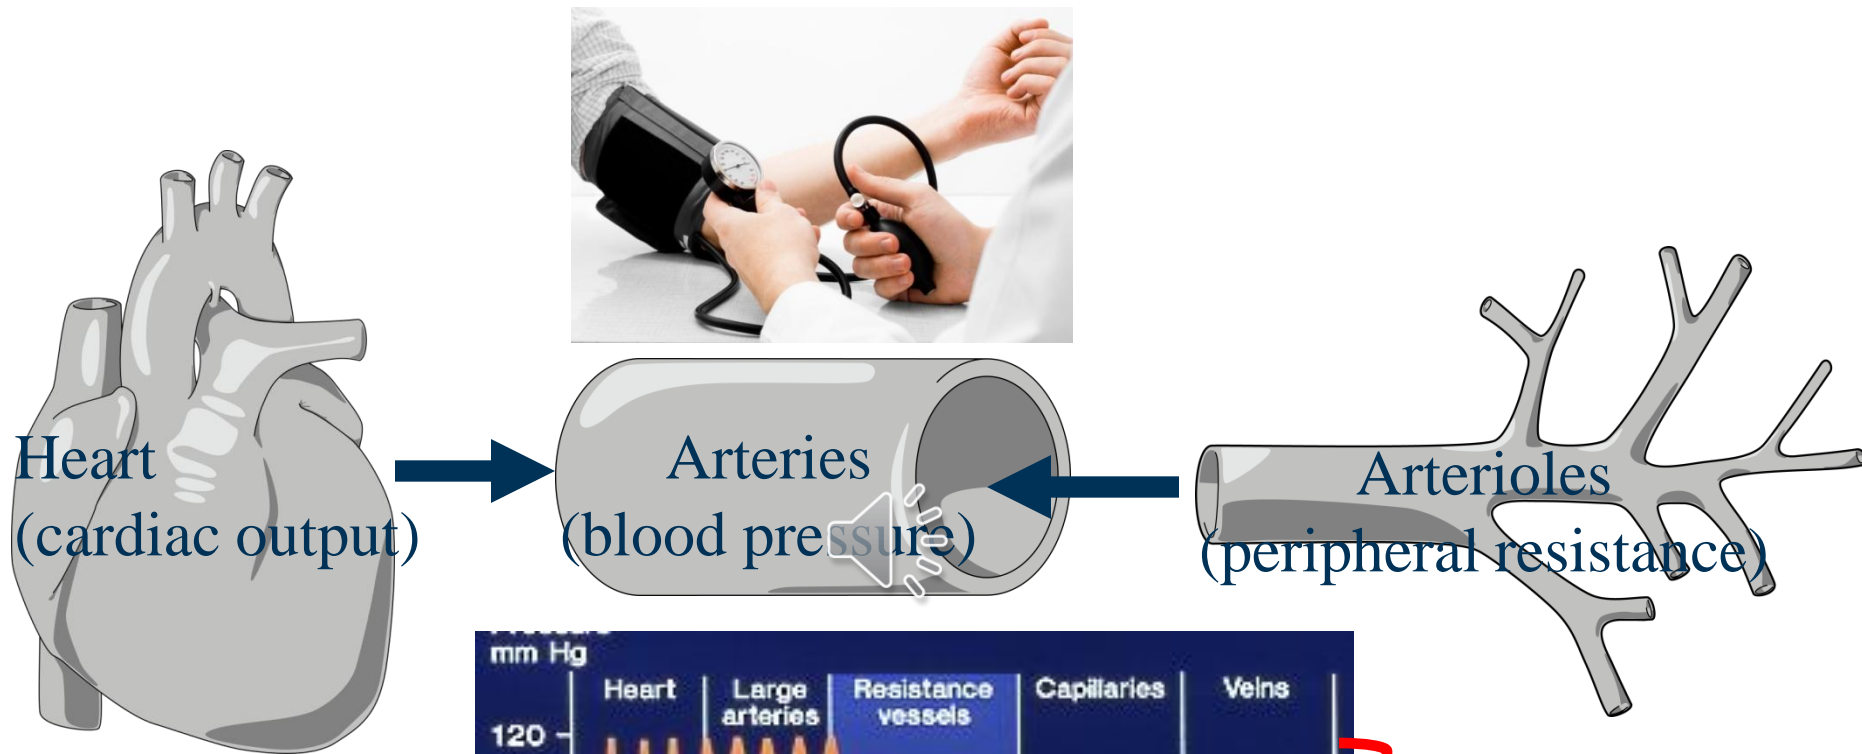 Heart
(cardiac output)
Arteries
(blood pressure)
Arterioles
(peripheral resistance)
mm Hg
Heart
Large
arteries
Resistance
vessels
Capillaries
Veins
120